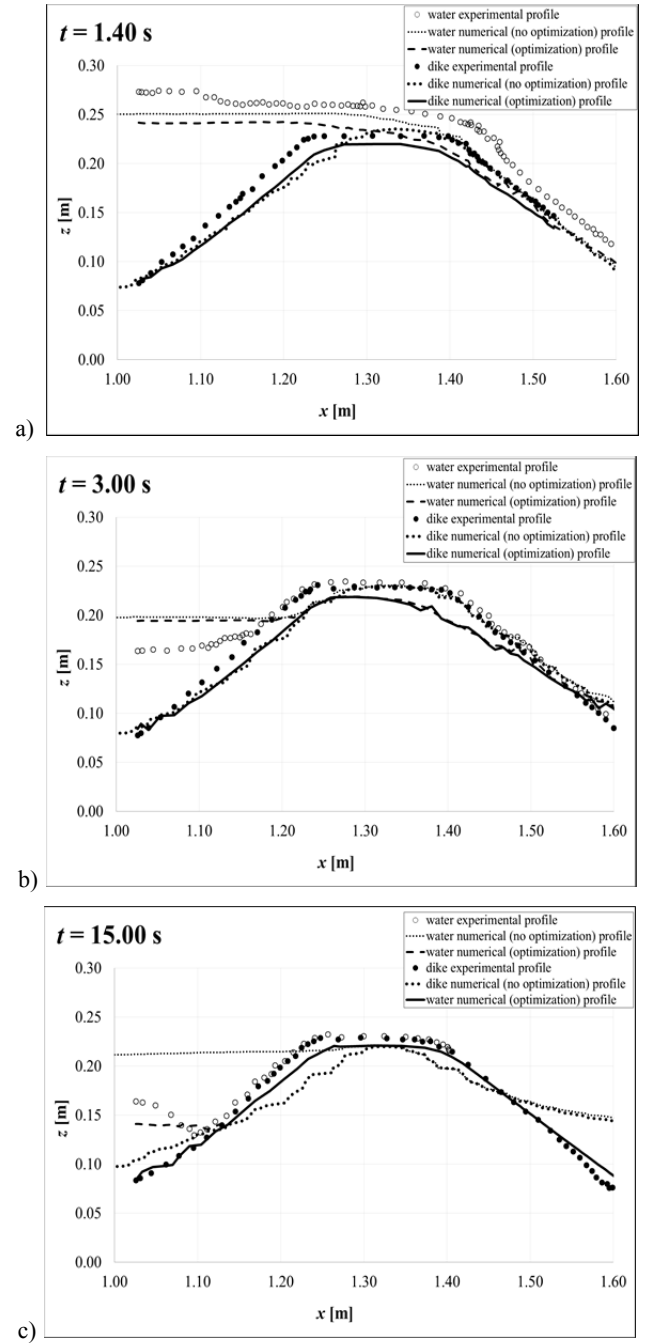 t = 1.40 s
water experimental profile
water numerical (no optimization) profile
water numerical (optimization) profile
dike experimental profile
dike numerical (no optimization) profile
dike numerical (optimization) profile
0.30
0.25
0.20
0.15
0.10
0.05
0.00
z [m]
1.00 1.10 1.20 1.30 1.40 1.50 1.60
x [m]
a)
t = 3.00 s
water experimental profile
water numerical (no optimization) profile
water numerical (optimization) profile
dike experimental profile
dike numerical (no optimization) profile
dike numerical (optimization) profile
0.30
0.25
0.20
0.15
0.10
0.05
0.00
z [m]
1.00 1.10 1.20 1.30 1.40 1.50 1.60
x [m]
b)
t = 15.00 s
water experimental profile
water numerical (no optimization) profile
water numerical (optimization) profile
dike experimental profile
dike numerical (no optimization) profile
water numerical (optimization) profile
0.30
0.25
0.20
0.15
0.10
0.05
0.00
z [m]
1.00 1.10 1.20 1.30 1.40 1.50 1.60
x [m]
c)